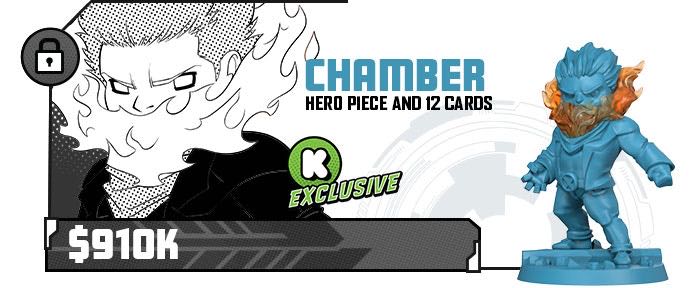 CHAMBER
HERO PIECE AND 12 CARDS
K
EXCLUSIVE
$910K